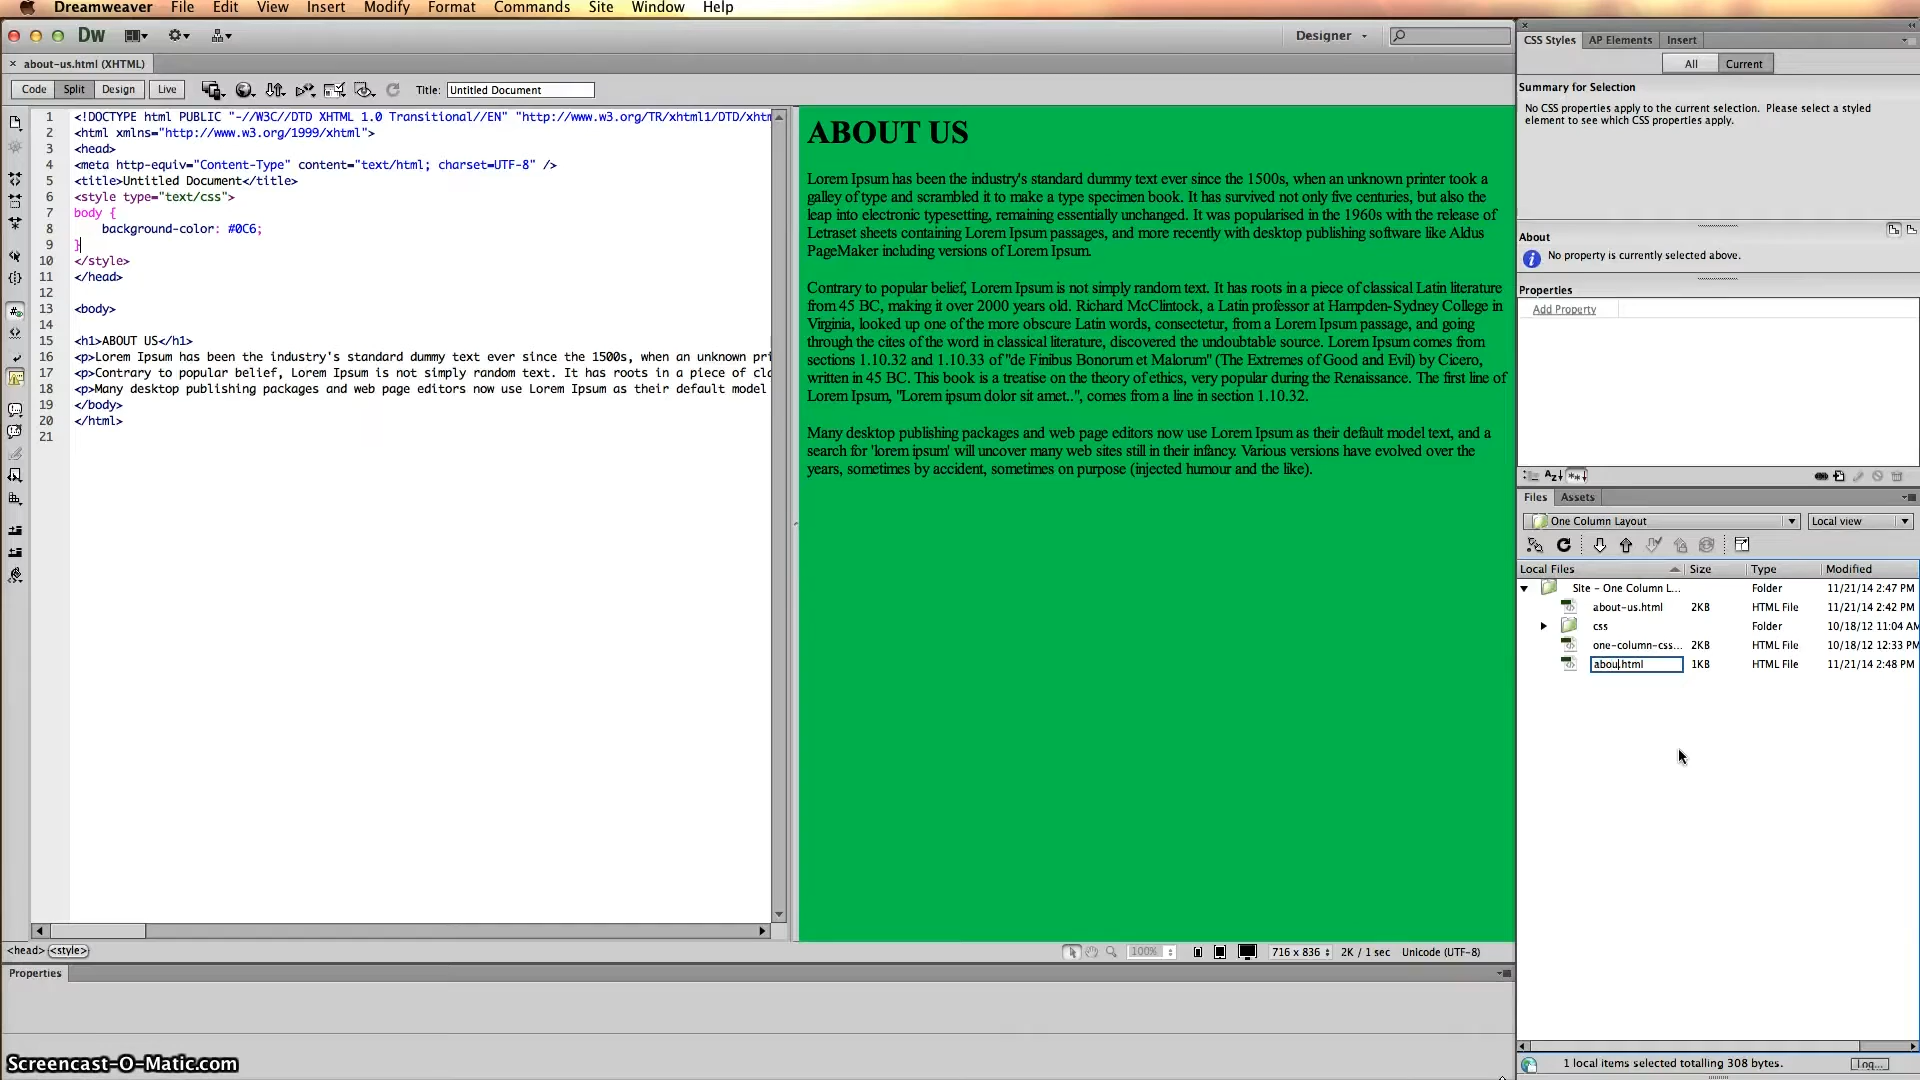 Dreamweaver File Edit View Insert Modify Format Commands Site Window Help
Dw Designer
about-us.html (XHTML)
Code Split Design Live Title: Untitled Document
1 <!DOCTYPE html PUBLIC "-//W3C//DTD XHTML 1.0 Transitional//EN" "http://www.w3.org/TR/xhtml1/DTD/xhtm
2 <html xmlns="http://www.w3.org/1999/xhtml">
3 <head>
4 <meta http-equiv="Content-Type" content="text/html; charset=UTF-8" />
5 <title>Untitled Document</title>
6 <style type="text/css">
7 body {
8 background-color: #0C6;
9 }
10 </style>
11 </head>
12
13 <body>
14
15 <h1>ABOUT US</h1>
16 <p>Lorem Ipsum has been the industry's standard dummy text ever since the 1500s, when an unknown pri
17 <p>Contrary to popular belief, Lorem Ipsum is not simply random text. It has roots in a piece of cla
18 <p>Many desktop publishing packages and web page editors now use Lorem Ipsum as their default model
19 </body>
20 </html>
21
ABOUT US
Lorem Ipsum has been the industry's standard dummy text ever since the 1500s, when an unknown printer took a
galley of type and scrambled it to make a type specimen book. It has survived not only five centuries, but also the
leap into electronic typesetting, remaining essentially unchanged. It was popularised in the 1960s with the release of
Letraset sheets containing Lorem Ipsum passages, and more recently with desktop publishing software like Aldus
PageMaker including versions of Lorem Ipsum.
Contrary to popular belief, Lorem Ipsum is not simply random text. It has roots in a piece of classical Latin literature
from 45 BC, making it over 2000 years old. Richard McClintock, a Latin professor at Hampden-Sydney College in
Virginia, looked up one of the more obscure Latin words, consectetur, from a Lorem Ipsum passage, and going
through the cites of the word in classical literature, discovered the undoubtable source. Lorem Ipsum comes from
sections 1.10.32 and 1.10.33 of "de Finibus Bonorum et Malorum" (The Extremes of Good and Evil) by Cicero,
written in 45 BC. This book is a treatise on the theory of ethics, very popular during the Renaissance. The first line of
Lorem Ipsum, "Lorem ipsum dolor sit amet..", comes from a line in section 1.10.32.
Many desktop publishing packages and web page editors now use Lorem Ipsum as their default model text, and a
search for 'lorem ipsum' will uncover many web sites still in their infancy. Various versions have evolved over the
years, sometimes by accident, sometimes on purpose (injected humour and the like).
<head> <style>
100% 716 x 836 2K / 1 sec Unicode (UTF-8)
Properties
CSS Styles AP Elements Insert
All Current
Summary for Selection
No CSS properties apply to the current selection. Please select a styled
element to see which CSS properties apply.
About
No property is currently selected above.
Properties
Add Property
Files Assets
One Column Layout Local view
Local Files Size Type Modified
Site - One Column L... Folder 11/21/14 2:47 PM
about-us.html 2KB HTML File 11/21/14 2:42 PM
css Folder 10/18/12 11:04 AM
one-column-css... 2KB HTML File 10/18/12 12:33 PM
abou.html 1KB HTML File 11/21/14 2:48 PM
1 local items selected totalling 308 bytes. Log...
Screencast-O-Matic.com